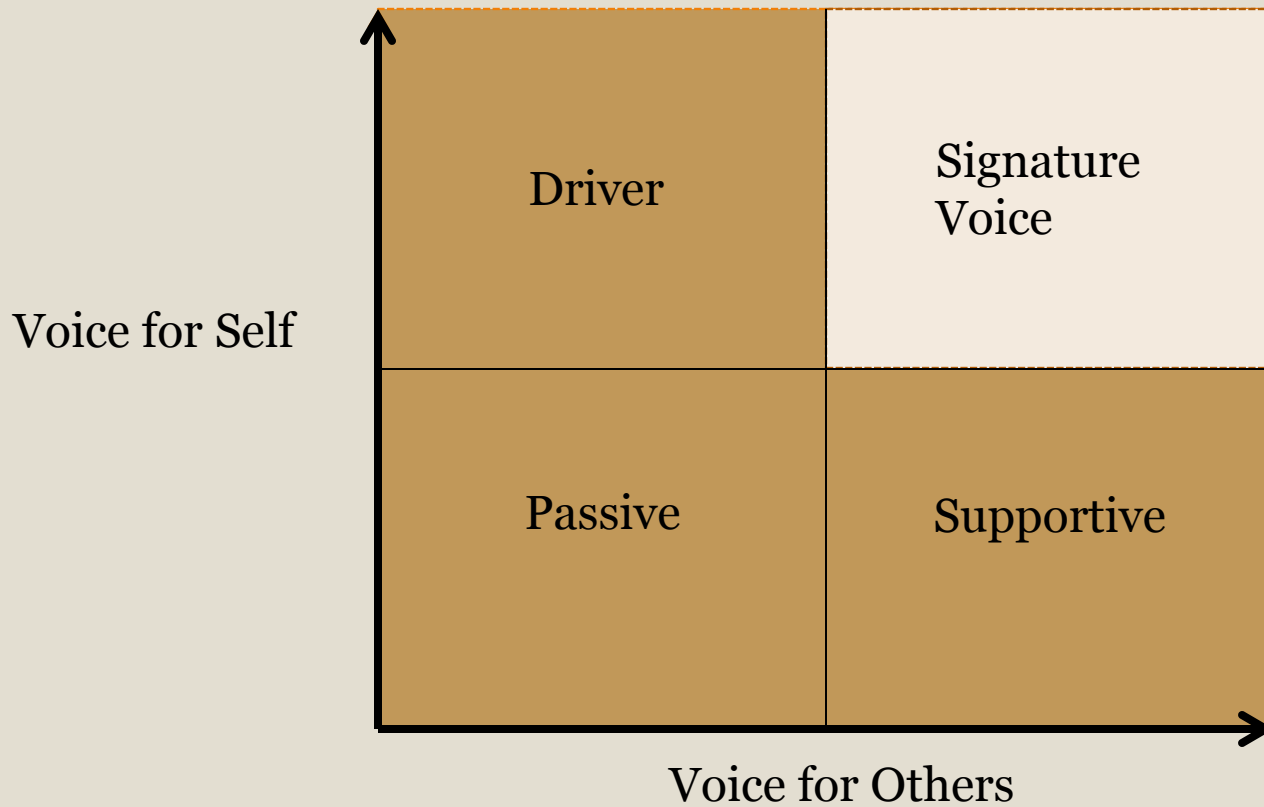 Signature
Voice
Driver
Voice for Self
Passive
Supportive
Voice for Others